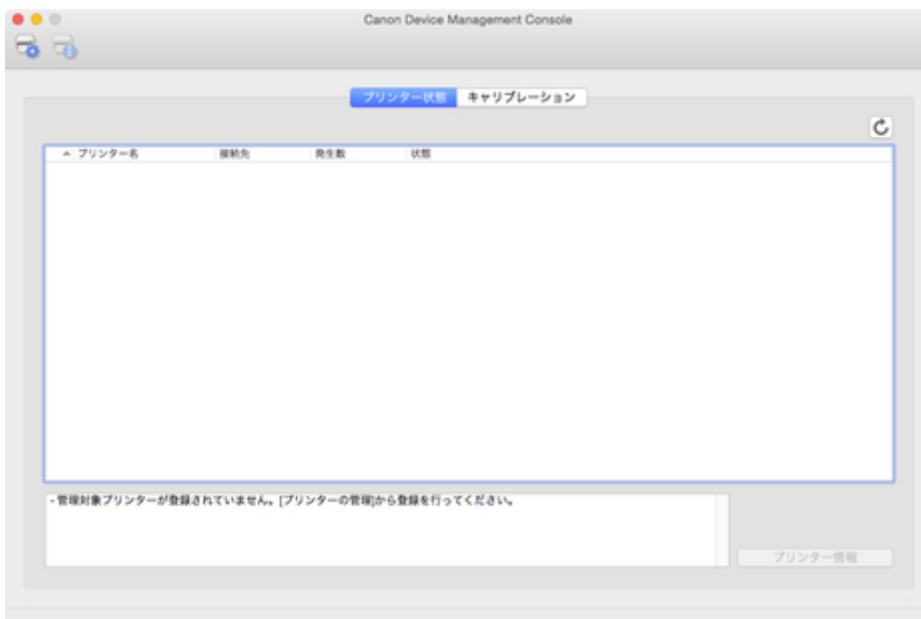 Canon Device Management Console
プリンター状態 キャリブレーション
プリンター名 接続先 発生数 状態
- 管理対象プリンターが登録されていません。[プリンターの管理]から登録を行ってください。
プリンター情報